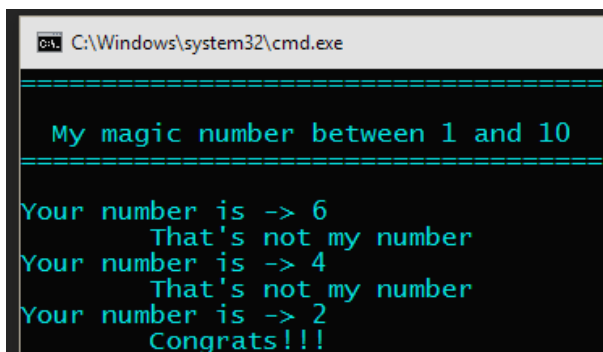 C:\Windows\system32\cmd.exe
=====================================
My magic number between 1 and 10
=====================================
Your number is -> 6
That's not my number
Your number is -> 4
That's not my number
Your number is -> 2
Congrats!!!